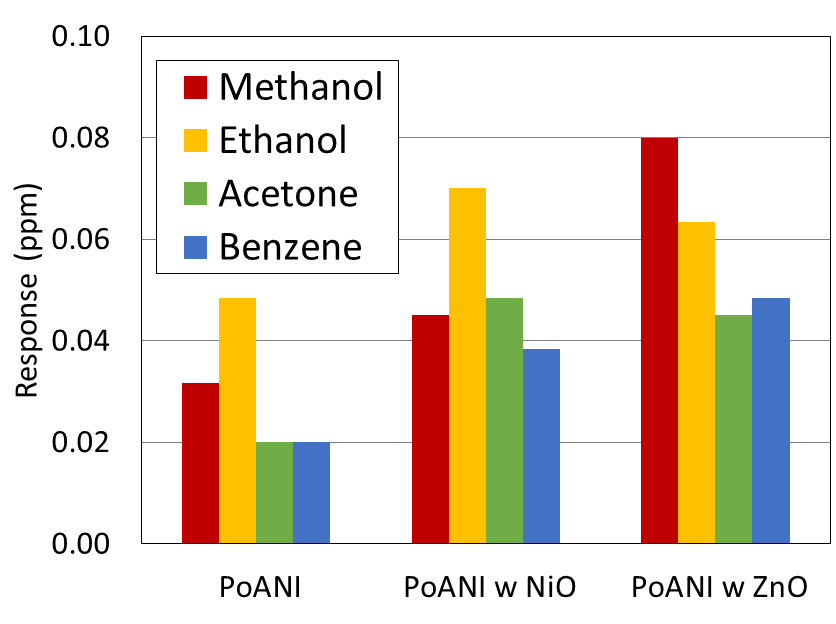 0.10
0.08
0.06
0.04
0.02
0.00
Response (ppm)
Methanol
Ethanol
Acetone
Benzene
PoANI
PoANI w NiO
PoANI w ZnO